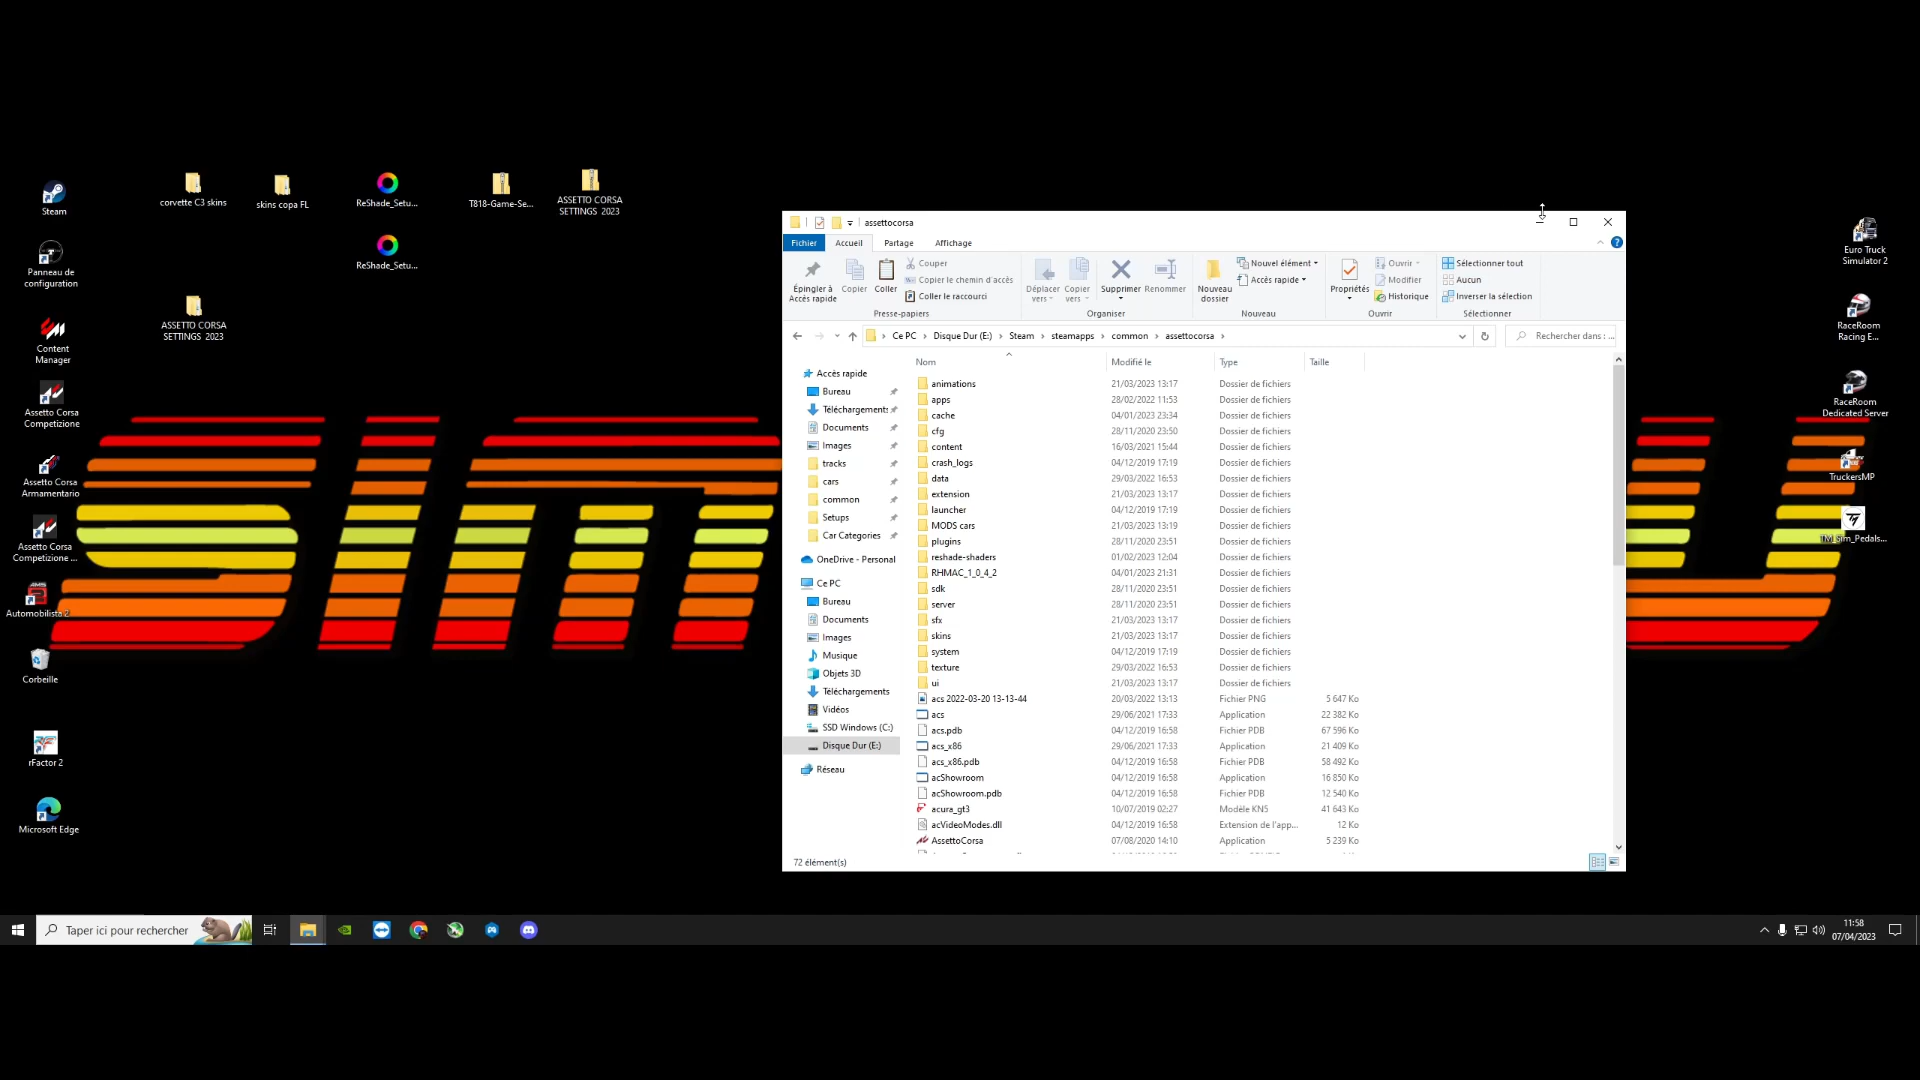 Steam
corvette C3 skins
skins copa FL
ReShade_Setu...
T818-Game-Se...
ASSETTO CORSA
SETTINGS 2023
Panneau de
configuration
ReShade_Setu...
ASSETTO CORSA
SETTINGS 2023
Content
Manager
Assetto Corsa
Competizione
Assetto Corsa
Armamentario
Assetto Corsa
Competizione ...
Automobilista 2
Corbeille
rFactor 2
Microsoft Edge
assettocorsa
Fichier
Accueil
Partage
Affichage
Épingler à
Accès rapide
Copier
Coller
Couper
Copier le chemin d'accès
Coller le raccourci
Presse-papiers
Déplacer
vers
Copier
vers
Supprimer
Renommer
Organiser
Nouveau
dossier
Nouvel élément
Accès rapide
Nouveau
Propriétés
Ouvrir
Modifier
Historique
Ouvrir
Sélectionner tout
Aucun
Inverser la sélection
Sélectionner
Ce PC > Disque Dur (E:) > Steam > steamapps > common > assettocorsa >
Rechercher dans : ...
Accès rapide
Bureau
Téléchargements
Documents
Images
tracks
cars
common
Setups
Car Categories
OneDrive - Personal
Ce PC
Bureau
Documents
Images
Musique
Objets 3D
Téléchargements
Vidéos
SSD Windows (C:)
Disque Dur (E:)
Réseau
Nom Modifié le Type Taille
animations 21/03/2023 13:17 Dossier de fichiers
apps 28/02/2022 11:53 Dossier de fichiers
cache 04/01/2023 23:34 Dossier de fichiers
cfg 28/11/2020 23:50 Dossier de fichiers
content 16/03/2021 15:44 Dossier de fichiers
crash_logs 04/12/2019 17:19 Dossier de fichiers
data 29/03/2022 16:53 Dossier de fichiers
extension 21/03/2023 13:17 Dossier de fichiers
launcher 04/12/2019 17:19 Dossier de fichiers
MODS cars 21/03/2023 13:19 Dossier de fichiers
plugins 28/11/2020 23:51 Dossier de fichiers
reshade-shaders 01/02/2023 12:04 Dossier de fichiers
RHMAC_1_0_4_2 04/01/2023 21:31 Dossier de fichiers
sdk 28/11/2020 23:51 Dossier de fichiers
server 28/11/2020 23:51 Dossier de fichiers
sfx 21/03/2023 13:17 Dossier de fichiers
skins 21/03/2023 13:17 Dossier de fichiers
system 04/12/2019 17:19 Dossier de fichiers
texture 29/03/2022 16:53 Dossier de fichiers
ui 21/03/2023 13:17 Dossier de fichiers
acs 2022-03-20 13-13-44 20/03/2022 13:13 Fichier PNG 5 647 Ko
acs 29/06/2021 17:33 Application 22 382 Ko
acs.pdb 04/12/2019 16:58 Fichier PDB 67 596 Ko
acs_x86 29/06/2021 17:33 Application 21 409 Ko
acs_x86.pdb 04/12/2019 16:58 Fichier PDB 58 492 Ko
acShowroom 04/12/2019 16:58 Application 16 850 Ko
acShowroom.pdb 04/12/2019 16:58 Fichier PDB 12 540 Ko
acura_gt3 10/07/2019 02:27 Modèle KN5 41 643 Ko
acVideoModes.dll 04/12/2019 16:58 Extension de l'app... 12 Ko
AssettoCorsa 07/08/2020 14:10 Application 5 239 Ko
72 élément(s)
Euro Truck
Simulator 2
RaceRoom
Racing E...
RaceRoom
Dedicated Server
TruckersMP
TM_Sim_Pedals...
Taper ici pour rechercher
11:58
07/04/2023